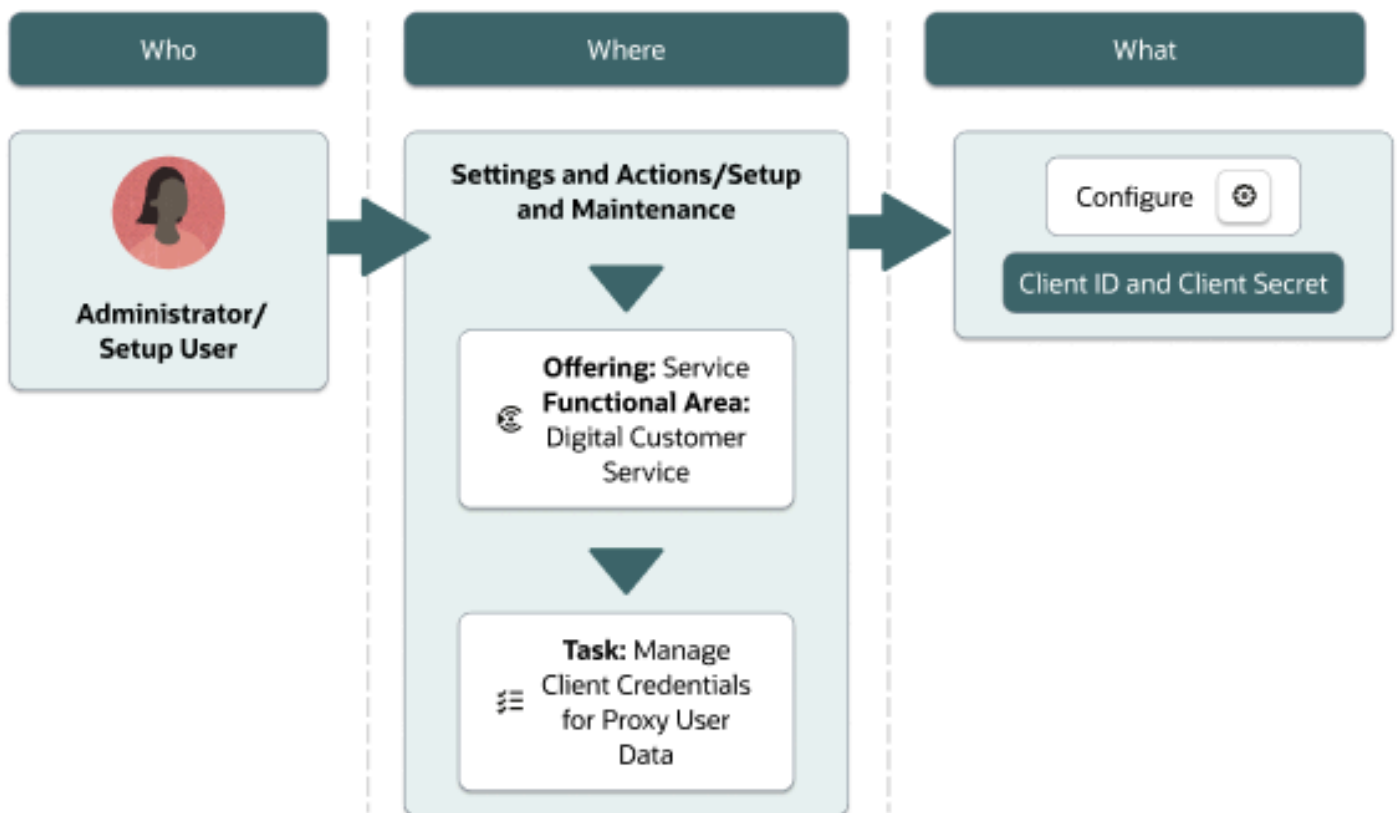 Who
Where
What
Administrator/
Setup User
Settings and Actions/Setup
and Maintenance
Offering: Service
Functional Area:
Digital Customer
Service
Task: Manage
Client Credentials
for Proxy User
Data
Configure
Client ID and Client Secret